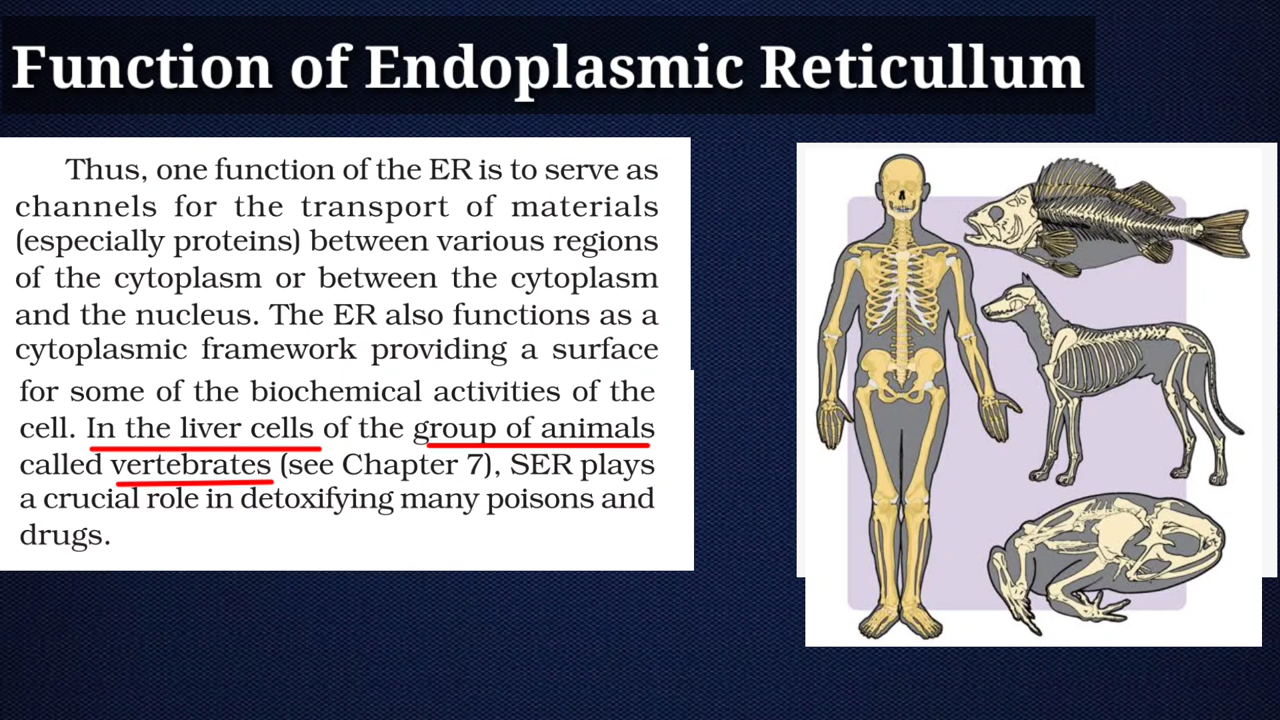 Function of Endoplasmic Reticullum
Thus, one function of the ER is to serve as
channels for the transport of materials
(especially proteins) between various regions
of the cytoplasm or between the cytoplasm
and the nucleus. The ER also functions as a
cytoplasmic framework providing a surface
for some of the biochemical activities of the
cell. In the liver cells of the group of animals
called vertebrates (see Chapter 7), SER plays
a crucial role in detoxifying many poisons and
drugs.